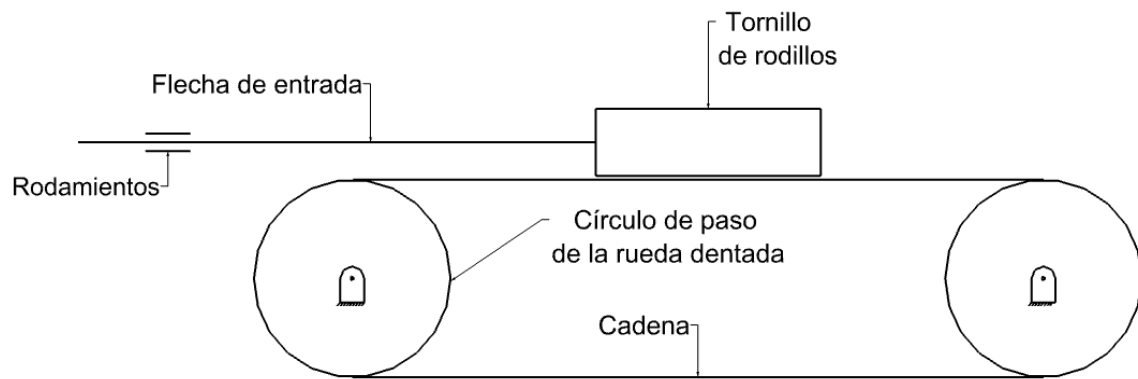 Tornillo
de rodillos
Flecha de entrada
Rodamientos
Círculo de paso
de la rueda dentada
Cadena